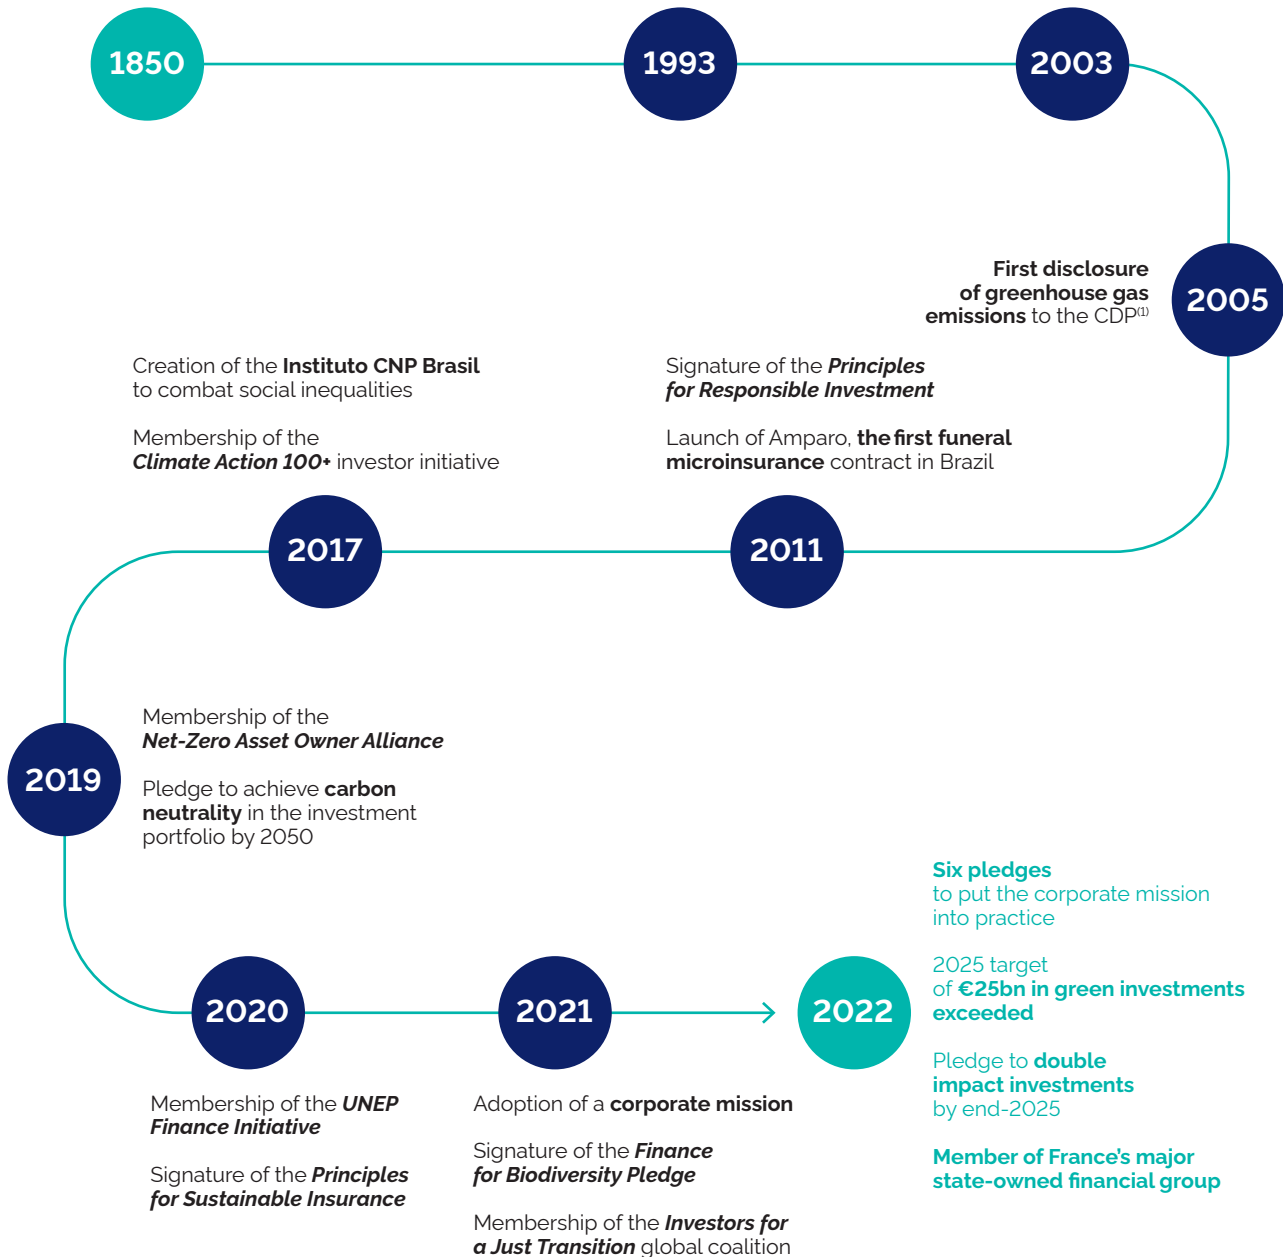 1850
1993
2003
First disclosure
of greenhouse gas
emissions to the CDP(1)
2005
Creation of the Instituto CNP Brasil
to combat social inequalities
Membership of the
Climate Action 100+ investor initiative
2017
Signature of the Principles
for Responsible Investment
Launch of Amparo, the first funeral
microinsurance contract in Brazil
2011
2019
Membership of the
Net-Zero Asset Owner Alliance
Pledge to achieve carbon
neutrality in the investment
portfolio by 2050
2020
Membership of the UNEP
Finance Initiative
Signature of the Principles
for Sustainable Insurance
2021
Adoption of a corporate mission
Signature of the Finance
for Biodiversity Pledge
Membership of the Investors for
a Just Transition global coalition
2022
Six pledges
to put the corporate mission
into practice
2025 target
of €25bn in green investments
exceeded
Pledge to double
impact investments
by end-2025
Member of France's major
state-owned financial group